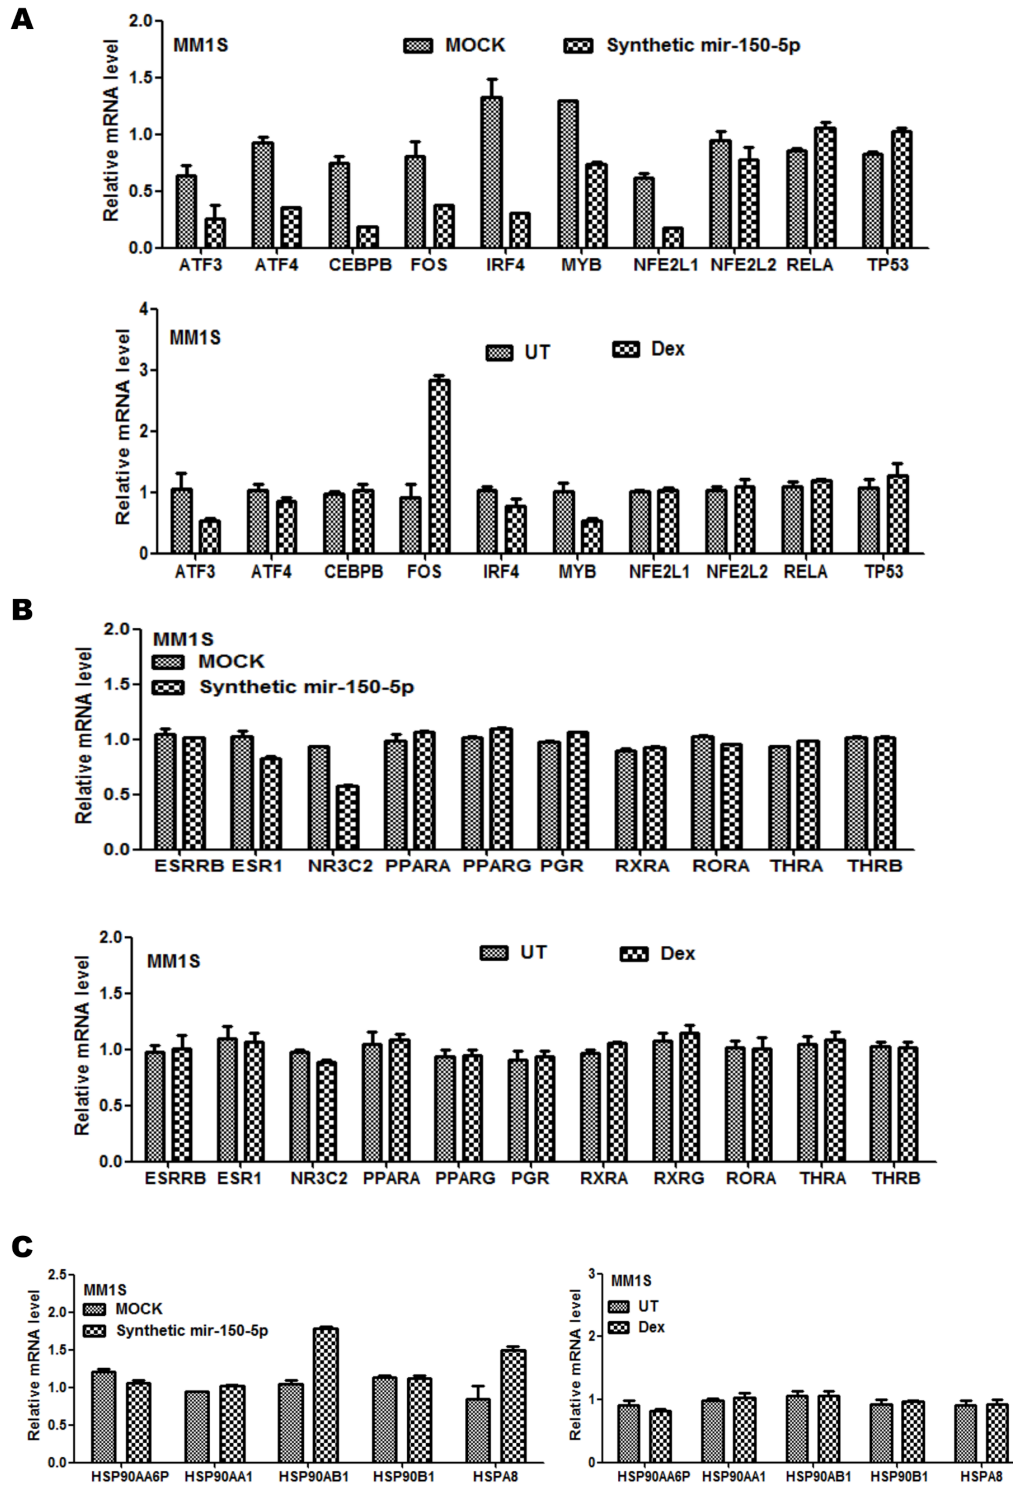 A
MM1S
MOCK
Synthetic mir-150-5p
Relative mRNA level
2.0
1.5
1.0
0.5
0.0
ATF3 ATF4 CEBPB FOS IRF4 MYB NFE2L1 NFE2L2 RELA TP53
MM1S
UT
Dex
Relative mRNA level
4
3
2
1
0
ATF3 ATF4 CEBPB FOS IRF4 MYB NFE2L1 NFE2L2 RELA TP53
B
MM1S
MOCK
Synthetic mir-150-5p
Relative mRNA level
2.0
1.5
1.0
0.5
0.0
ESRRB ESR1 NR3C2 PPARA PPARG PGR RXRA RORA THRA THRB
MM1S
UT
Dex
Relative mRNA level
2.0
1.5
1.0
0.5
0.0
ESRRB ESR1 NR3C2 PPARA PPARG PGR RXRA RXRG RORA THRA THRB
C
MM1S
MOCK
Synthetic mir-150-5p
Relative mRNA level
2.5
2.0
1.5
1.0
0.5
0.0
HSP90AA6P HSP90AA1 HSP90AB1 HSP90B1 HSPA8
MM1S
UT
Dex
Relative mRNA level
3
2
1
0
HSP90AA6P HSP90AA1 HSP90AB1 HSP90B1 HSPA8